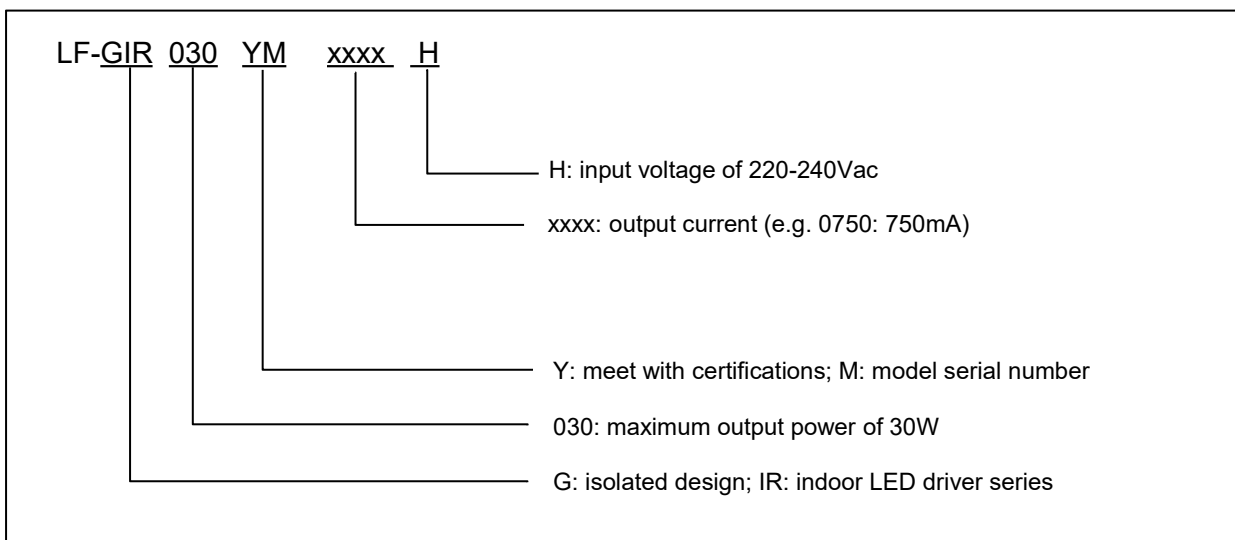 LF-GIR 030 YM xxxx H
H: input voltage of 220-240Vac
xxxx: output current (e.g. 0750: 750mA)
Y: meet with certifications; M: model serial number
030: maximum output power of 30W
G: isolated design; IR: indoor LED driver series